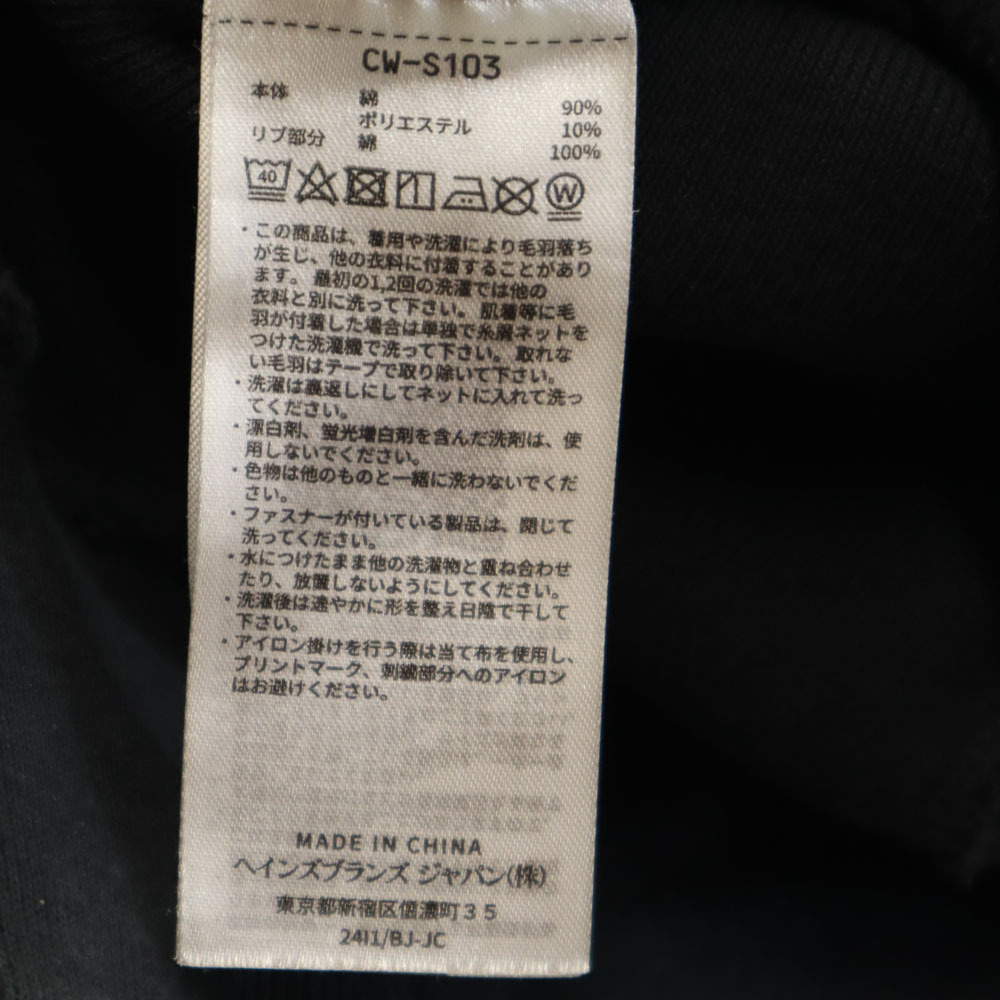 CW-S103
本体 綿 90%
ポリエステル 10%
リブ部分 綿 100%
40 W
・この商品は、着用や洗濯により毛羽落ち
が生じ、他の衣料に付着することがあり
ます。最初の1,2回の洗濯では他の
衣料と別に洗って下さい。肌着等に毛
羽が付着した場合は単独で糸屑ネットを
つけた洗濯機で洗って下さい。取れな
い毛羽はテープで取り除いて下さい。
・洗濯は裏返しにしてネットに入れて洗っ
てください。
・漂白剤、蛍光増白剤を含んだ洗剤は、使
用しないでください。
・色物は他のものと一緒に洗わないでくだ
さい。
・ファスナーが付いている製品は、閉じて
洗ってください。
・水につけたまま他の洗濯物と重ね合わせ
たり、放置しないようにしてください。
・洗濯後は速やかに形を整え日陰で干して
下さい。
・アイロン掛けを行う際は当て布を使用し、
プリントマーク、刺繍部分へのアイロン
はお避けください。
MADE IN CHINA
ヘインズブランズ ジャパン(株)
東京都新宿区信濃町35
24I1/BJ-JC